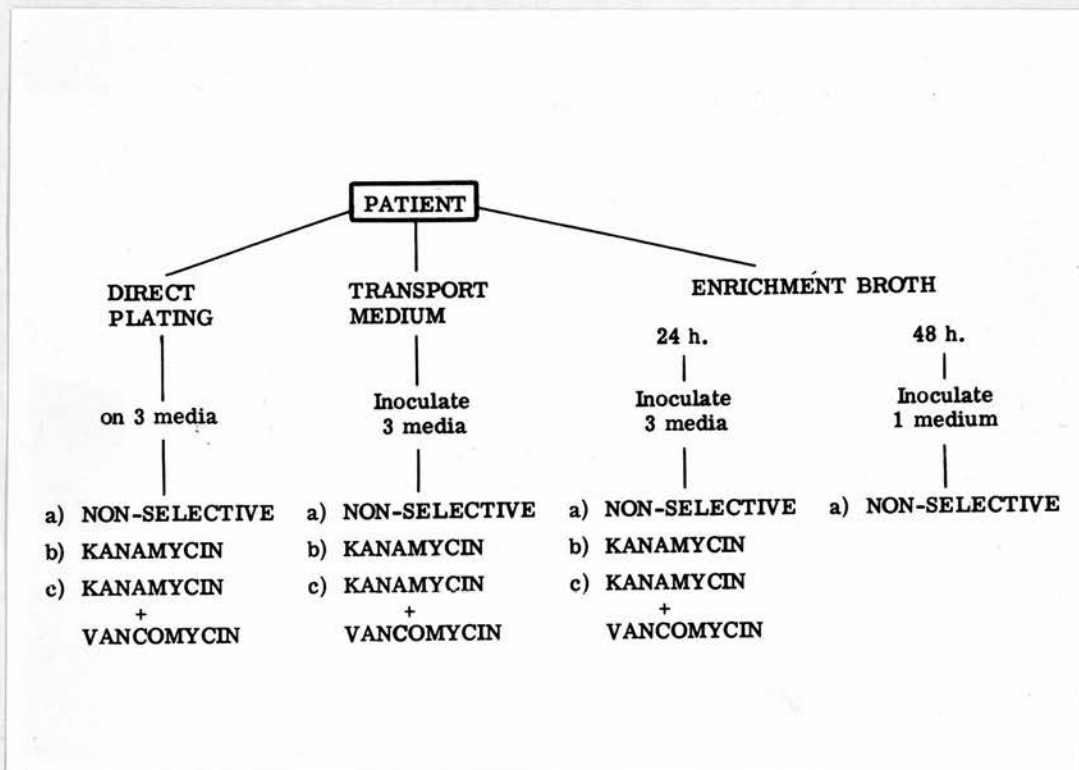 PATIENT
DIRECT
PLATING
on 3 media
a) NON-SELECTIVE
b) KANAMYCIN
c) KANAMYCIN
+
VANCOMYCIN
TRANSPORT
MEDIUM
Inoculate
3 media
a) NON-SELECTIVE
b) KANAMYCIN
c) KANAMYCIN
+
VANCOMYCIN
ENRICHMENT BROTH
24 h.
Inoculate
3 media
a) NON-SELECTIVE
b) KANAMYCIN
c) KANAMYCIN
+
VANCOMYCIN
48 h.
Inoculate
1 medium
a) NON-SELECTIVE